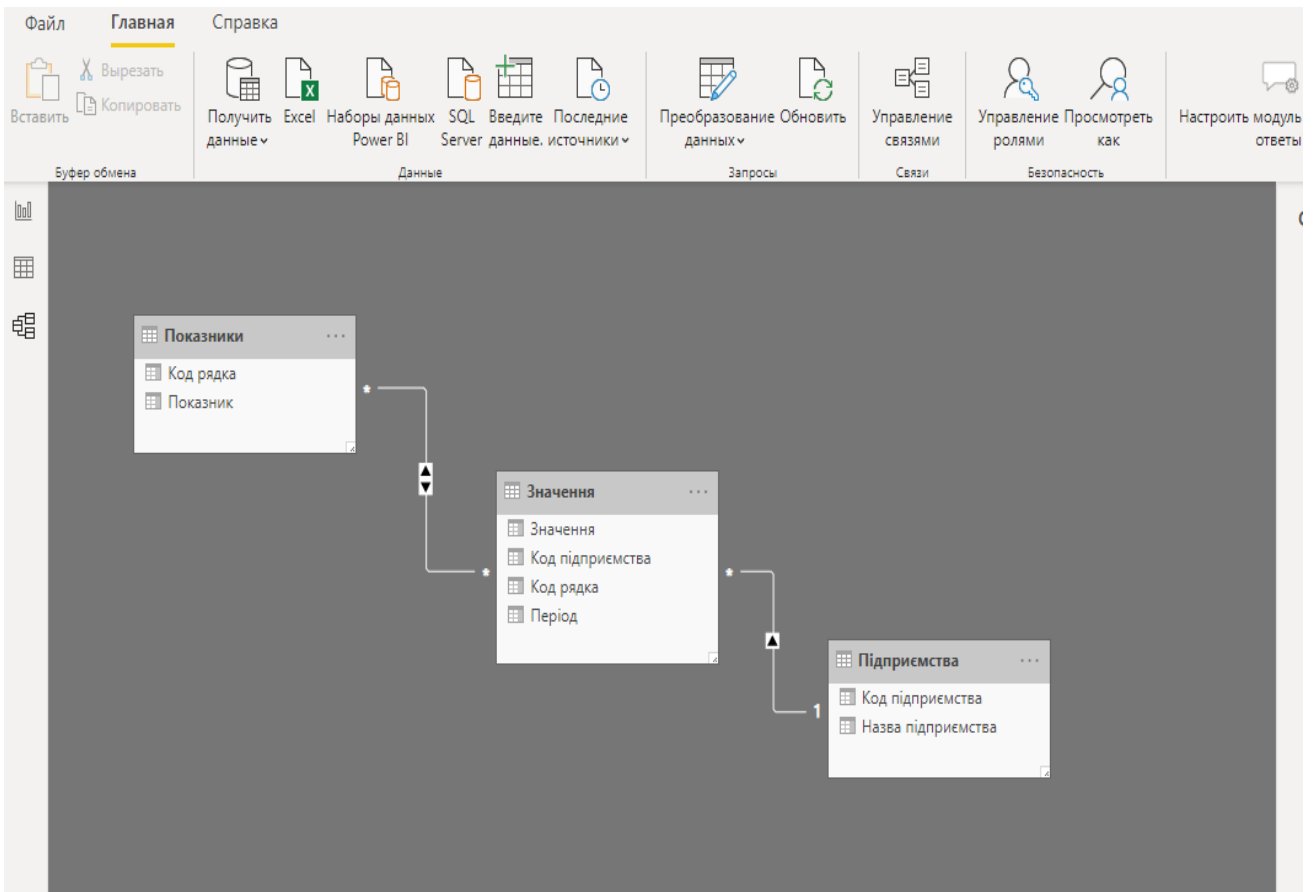 Файл Главная Справка
Вставить
Вырезать
Копировать
Буфер обмена
Получить данные
Excel
Наборы данных Power BI
SQL Server
Введите данные.
Последние источники
Данные
Преобразование данных
Обновить
Запросы
Управление связями
Связи
Управление ролями
Просмотреть как
Безопасность
Настроить модуль
ответы
Показники ...
Код рядка
Показник
*
*
Значення ...
Значення
Код підприємства
Код рядка
Період
*
1
Підприємства ...
Код підприємства
Назва підприємства